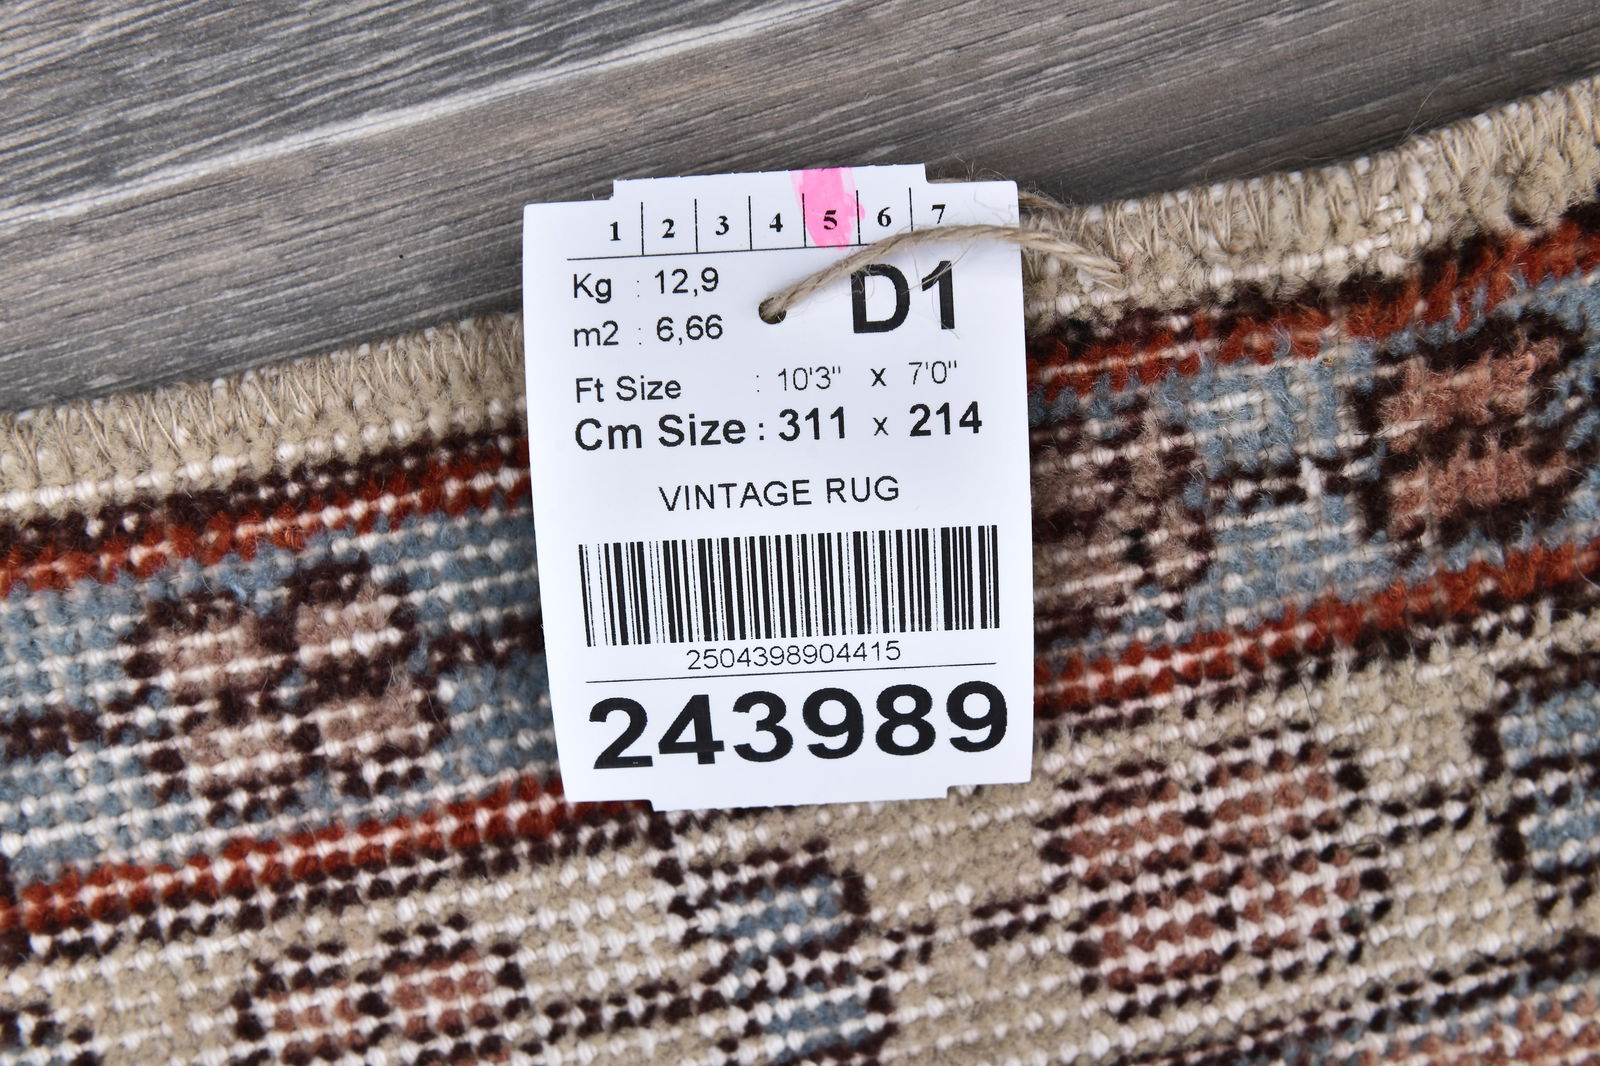 1 2 3 4 5 6 7
Kg : 12,9
D1
m2 : 6,66
Ft Size : 10'3" x 7'0"
Cm Size : 311 x 214
VINTAGE RUG
2504398904415
243989